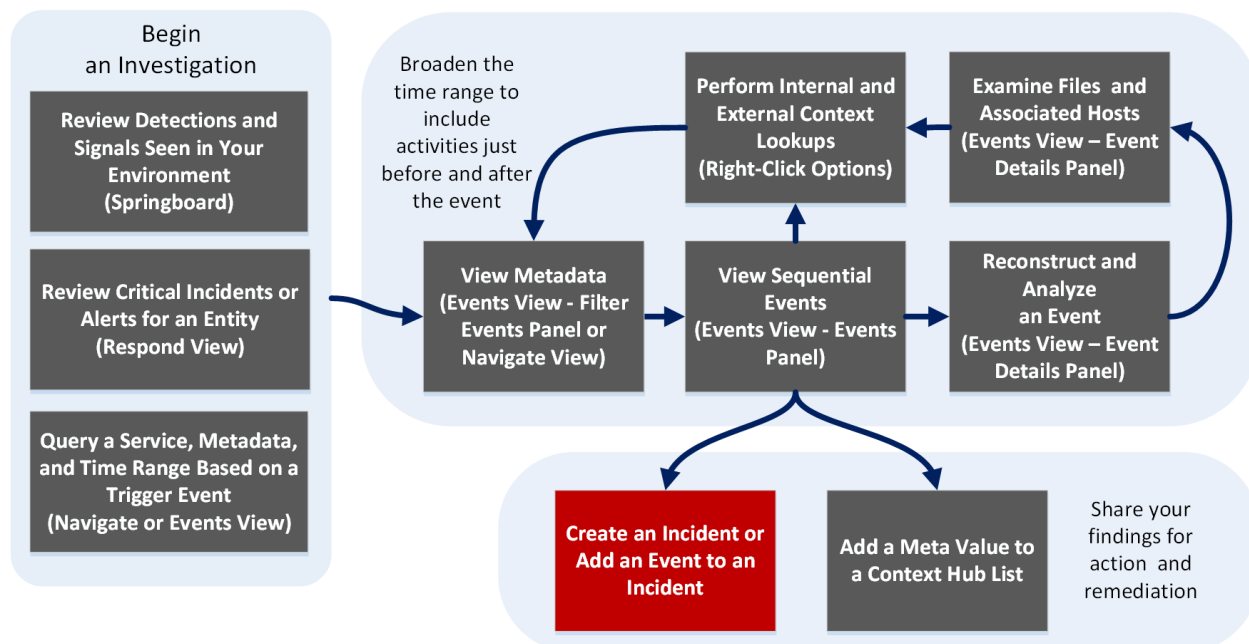 Begin
an Investigation
Review Detections and
Signals Seen in Your
Environment
(Springboard)
Review Critical Incidents or
Alerts for an Entity
(Respond View)
Query a Service, Metadata,
and Time Range Based on a
Trigger Event
(Navigate or Events View)
Broaden the
time range to
include
activities just
before and after
the event
Perform Internal and
External Context
Lookups
(Right-Click Options)
Examine Files and
Associated Hosts
(Events View – Event
Details Panel)
View Metadata
(Events View - Filter
Events Panel or
Navigate View)
View Sequential
Events
(Events View - Events
Panel)
Reconstruct and
Analyze
an Event
(Events View – Event
Details Panel)
Create an Incident or
Add an Event to an
Incident
Add a Meta Value to
a Context Hub List
Share your
findings for
action and
remediation